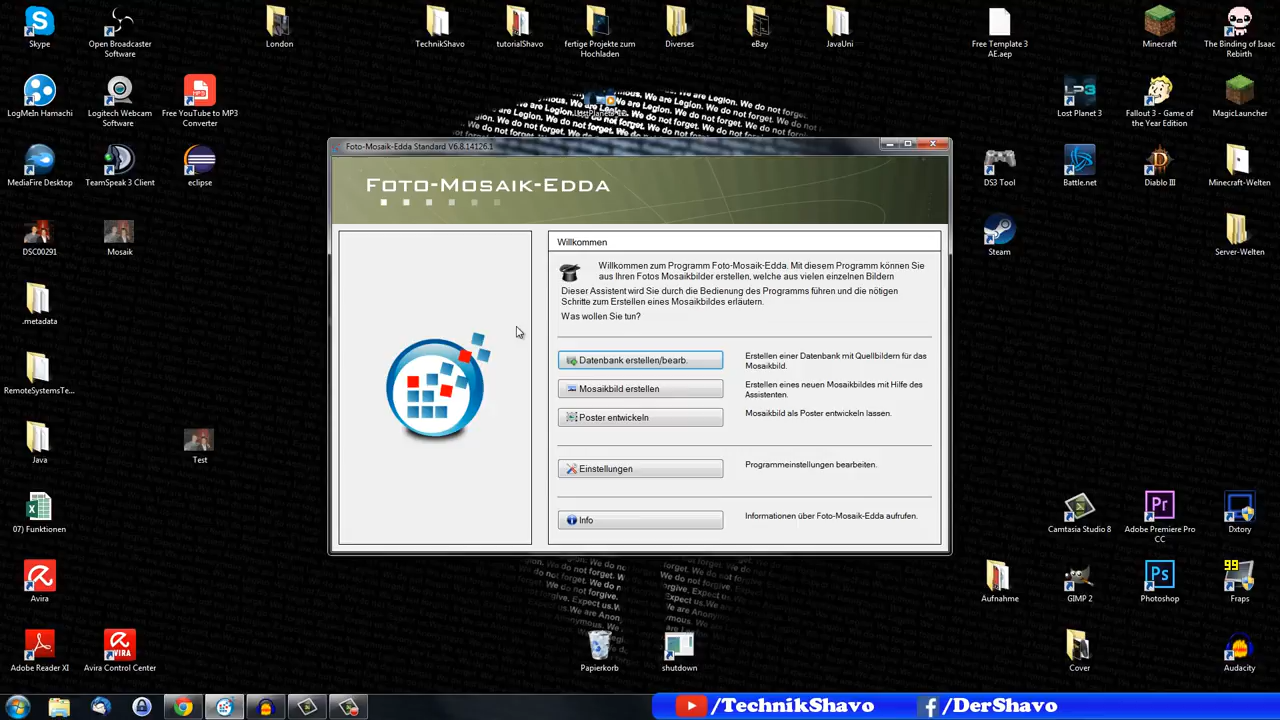 Skype
Open Broadcaster
Software
London
TechnikShavo
tutorialShavo
fertige Projekte zum
Hochladen
Diverses
eBay
JavaUni
Free Template 3
AE.aep
Minecraft
The Binding of Isaac
Rebirth
LogMeIn Hamachi
Logitech Webcam
Software
Free YouTube to MP3
Converter
Lost Planet 3
Fallout 3 - Game of
the Year Edition
MagicLauncher
MediaFire Desktop
TeamSpeak 3 Client
eclipse
DS3 Tool
Battle.net
Diablo III
Minecraft-Welten
DSC00291
Mosaik
Steam
Server-Welten
.metadata
RemoteSystemsTe...
Java
Test
07) Funktionen
Camtasia Studio 8
Adobe Premiere Pro
CC
Dxtory
Avira
Aufnahme
GIMP 2
Photoshop
99
Fraps
Adobe Reader XI
Avira Control Center
Papierkorb
shutdown
Cover
Audacity
Foto-Mosaik-Edda Standard V6.8.14126.1
FOTO-MOSAIK-EDDA
Willkommen
Willkommen zum Programm Foto-Mosaik-Edda. Mit diesem Programm können Sie
aus Ihren Fotos Mosaikbilder erstellen, welche aus vielen einzelnen Bildern
Dieser Assistent wird Sie durch die Bedienung des Programms führen und die nötigen
Schritte zum Erstellen eines Mosaikbildes erläutern.
Was wollen Sie tun?
Datenbank erstellen/bearb.
Erstellen einer Datenbank mit Quellbildern für das
Mosaikbild.
Mosaikbild erstellen
Erstellen eines neuen Mosaikbildes mit Hilfe des
Assistenten.
Poster entwickeln
Mosaikbild als Poster entwickeln lassen.
Einstellungen
Programmeinstellungen bearbeiten.
Info
Informationen über Foto-Mosaik-Edda aufrufen.
/TechnikShavo
/DerShavo